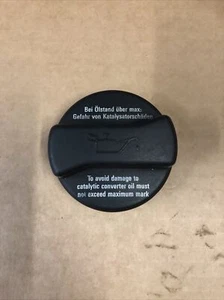 Bei Ölstand über max:
Gefahr von Katalysatorschäden
To avoid damage to
catalytic converter oil must
not exceed maximum mark